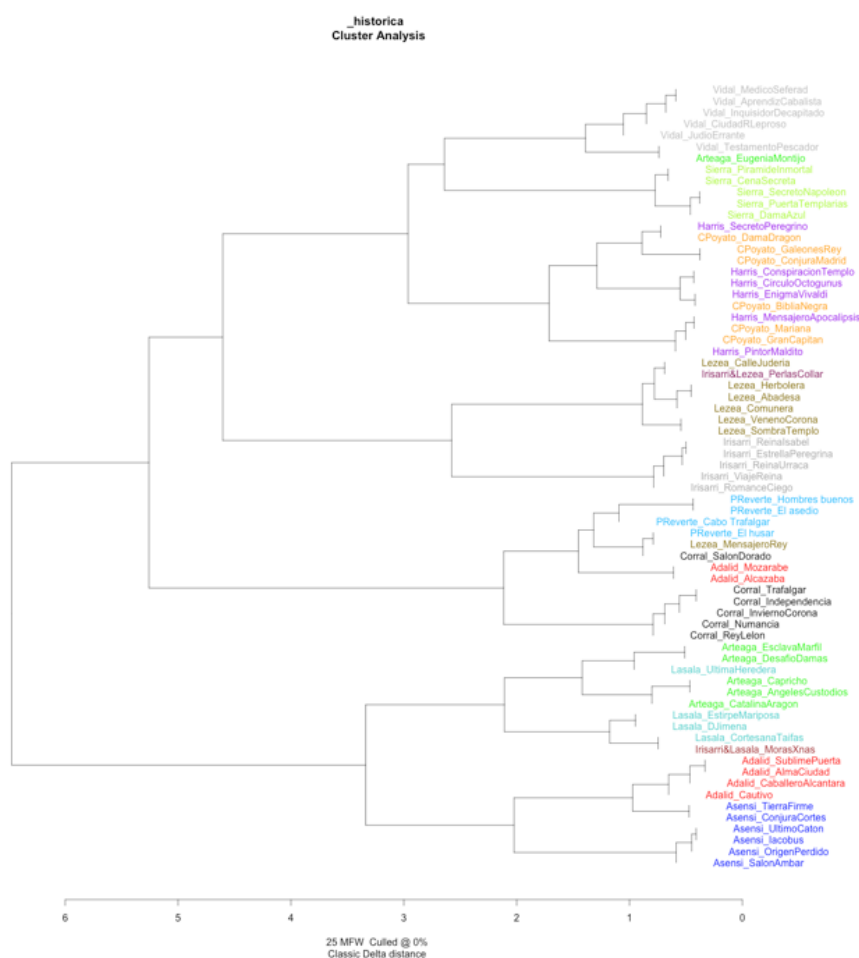 _historica
Cluster Analysis
Vidal_MedicoSeferad
Vidal_AprendizCabalista
Vidal_InquisidorDecapitado
Vidal_CiudadRLeproso
Vidal_JudioErrante
Vidal_TestamentoPescador
Arteaga_EugeniaMontijo
Sierra_PiramideInmortal
Sierra_CenaSecreta
Sierra_SecretoNapoleon
Sierra_PuertaTemplarias
Sierra_DamaAzul
Harris_SecretoPeregrino
CPoyato_DamaDragon
CPoyato_GaleonesRey
CPoyato_ConjuraMadrid
Harris_ConspiracionTemplo
Harris_CirculoOctogunus
Harris_EnigmaVivaldi
CPoyato_BibliaNegra
Harris_MensajeroApocalipsis
CPoyato_Mariana
CPoyato_GranCapitan
Harris_PintorMaldito
Lezea_CalleJuderia
Irisarri&Lezea_PerlasCollar
Lezea_Herbolera
Lezea_Abadesa
Lezea_Comunera
Lezea_VenenoCorona
Lezea_SombraTemplo
Irisarri_ReinaIsabel
Irisarri_EstrellaPeregrina
Irisarri_ReinaUrraca
Irisarri_ViajeReina
Irisarri_RomanceCiego
PReverte_Hombres buenos
PReverte_El asedio
PReverte_Cabo Trafalgar
PReverte_El husar
Lezea_MensajeroRey
Corral_SalonDorado
Adalid_Mozarabe
Adalid_Alcazaba
Corral_Trafalgar
Corral_Independencia
Corral_InviernoCorona
Corral_Numancia
Corral_ReyLelon
Arteaga_EsclavaMarfil
Arteaga_DesafioDamas
Lasala_UltimaHeredera
Arteaga_Capricho
Arteaga_AngelesCustodios
Arteaga_CatalinaAragon
Lasala_EstirpeMariposa
Lasala_DJimena
Lasala_CortesanaTaifas
Irisarri&Lasala_MorasXnas
Adalid_SublimePuerta
Adalid_AlmaCiudad
Adalid_CaballeroAlcantara
Adalid_Cautivo
Asensi_TierraFirme
Asensi_ConjuraCortes
Asensi_UltimoCaton
Asensi_Iacobus
Asensi_OrigenPerdido
Asensi_SalonAmbar
6 5 4 3 2 1 0
25 MFW Culled @ 0%
Classic Delta distance